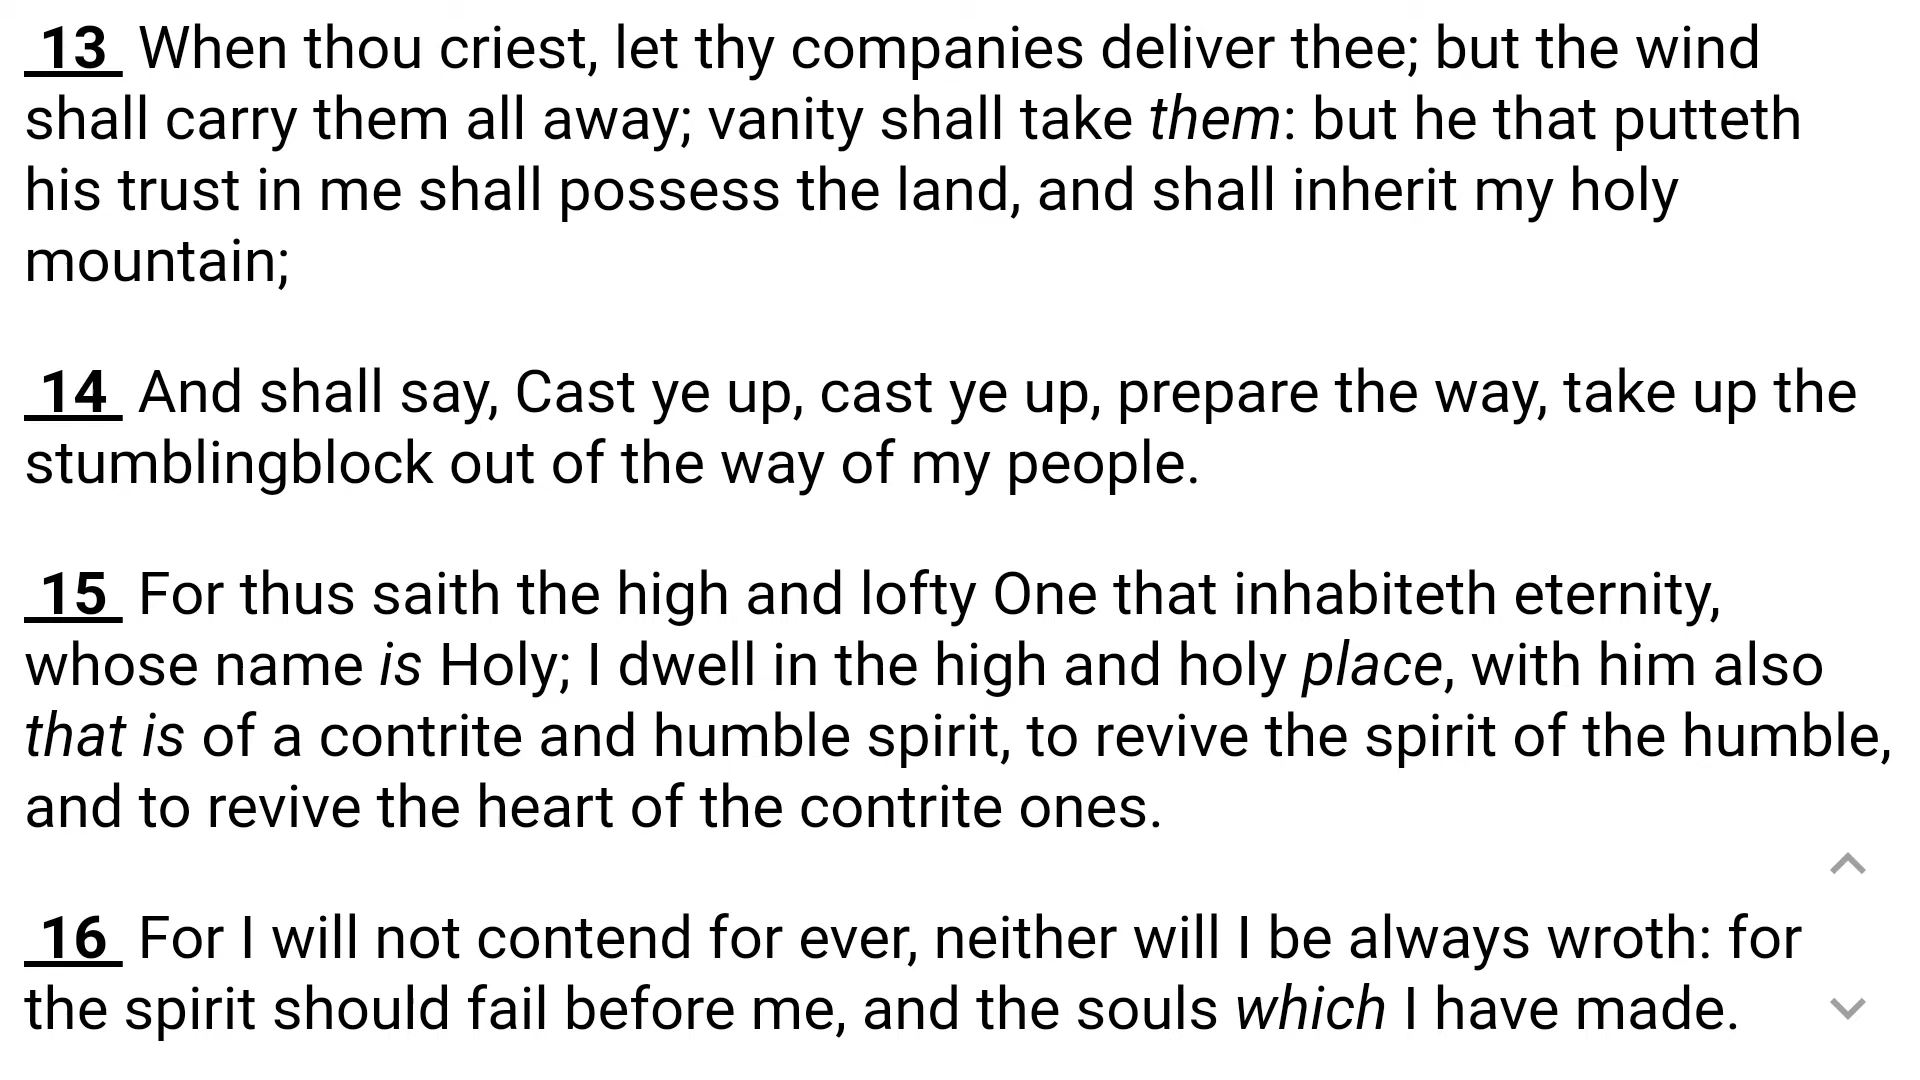 13 When thou criest, let thy companies deliver thee; but the wind
shall carry them all away; vanity shall take them: but he that putteth
his trust in me shall possess the land, and shall inherit my holy
mountain;
14 And shall say, Cast ye up, cast ye up, prepare the way, take up the
stumblingblock out of the way of my people.
15 For thus saith the high and lofty One that inhabiteth eternity,
whose name is Holy; I dwell in the high and holy place, with him also
that is of a contrite and humble spirit, to revive the spirit of the humble,
and to revive the heart of the contrite ones.
16 For I will not contend for ever, neither will I be always wroth: for
the spirit should fail before me, and the souls which I have made.